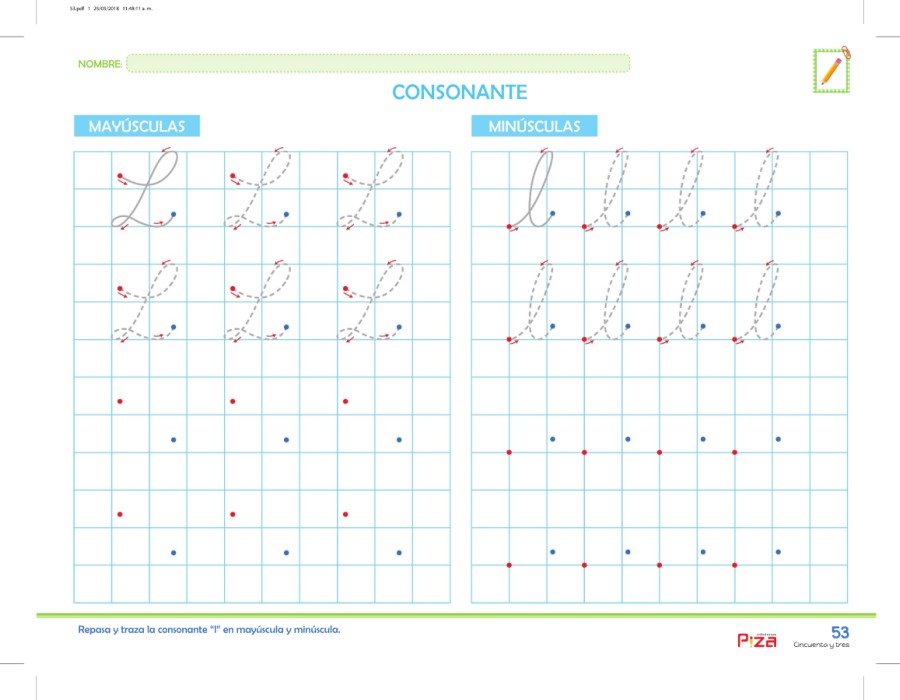 53.pdf 1 25/05/2018 11:48:11 a. m.
NOMBRE:
CONSONANTE
MAYÚSCULAS
MINÚSCULAS
L L L
l l l l
L L L
l l l l
Repasa y traza la consonante "l" en mayúscula y minúscula.
Piza
53
Cincuenta y tres